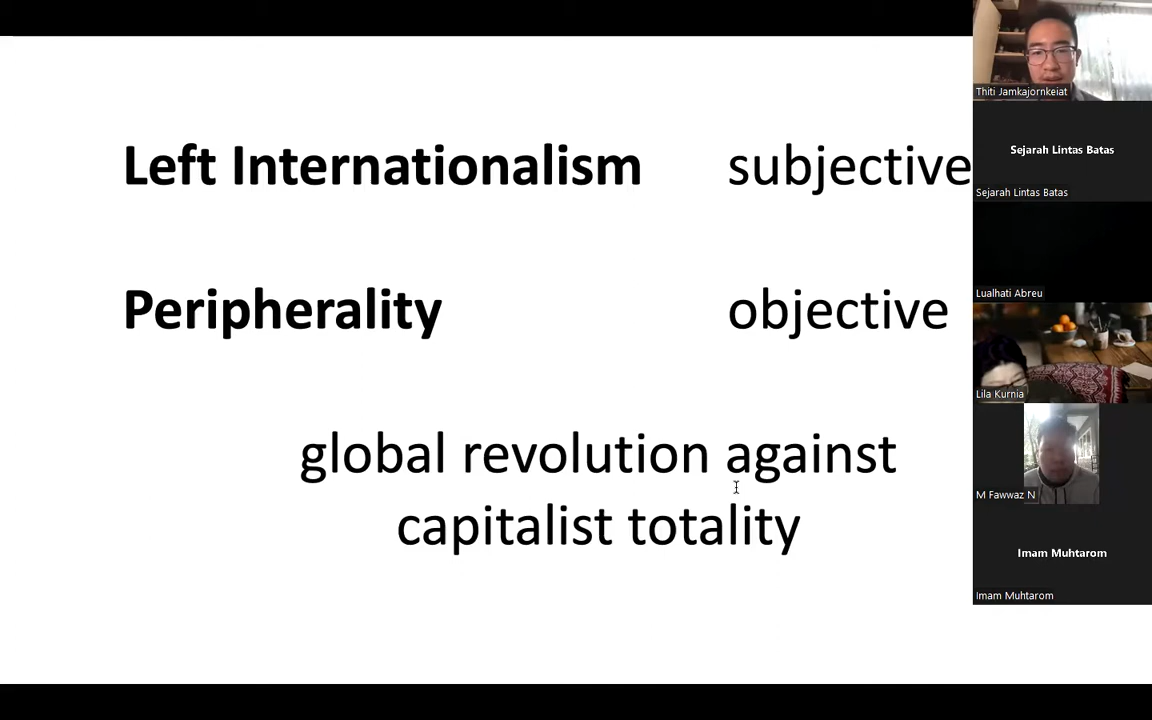 Left Internationalism subjective
Peripherality objective
global revolution against
capitalist totality
Thiti Jamkajornkeiat
Sejarah Lintas Batas
Sejarah Lintas Batas
Lualhati Abreu
Lila Kurnia
M Fawwaz N
Imam Muhtarom
Imam Muhtarom